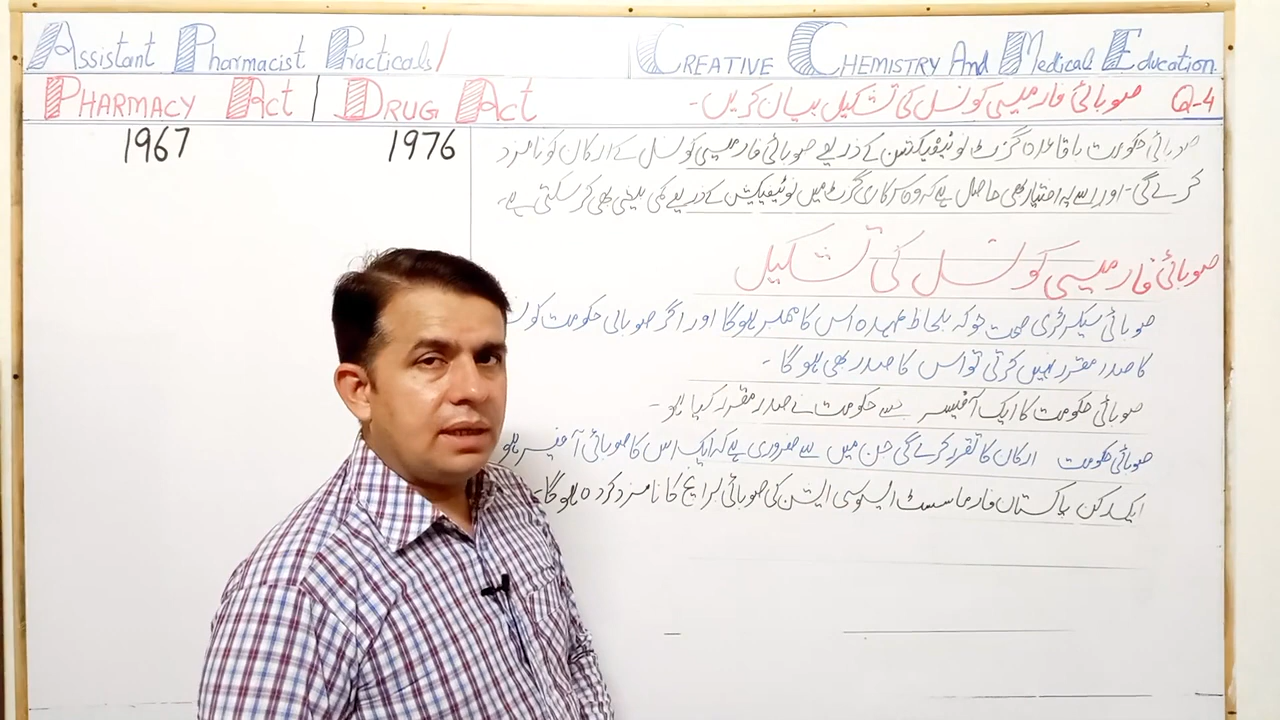 Assistant Pharmacist Practicals/
CREATIVE CHEMISTRY And Medical Education
PHARMACY Act | DRUG Act
Q-4 صوبائی فارمیسی کونسل کی تشکیل بیان کریں۔
1967 1976
صوبائی حکومت باقاعدہ گزٹ نوٹیفیکیشن کے ذریعے صوبائی فارمیسی کونسل کے ارکان کو نامزد
کرے گی۔ اور اسے یہ اختیار بھی حاصل ہے کہ وہ سرکاری گزٹ میں نوٹیفیکیشن کے ذریعے کمی بیشی بھی کر سکتی ہے۔
صوبائی فارمیسی کونسل کی تشکیل
صوبائی سیکرٹری صحت جو کہ بلحاظ عہدہ اس کا ممبر ہوگا اور اگر صوبائی حکومت
کا صدر مقرر نہیں کرتی تو اس کا صدر بھی ہو گا۔
صوبائی حکومت کا ایک آفیسر جسے حکومت نے صدر مقرر کیا ہو۔
صوبائی حکومت ارکان کا تقرر کرے گی جن میں سے ضروری ہے کہ ایک اس کا صوبائی آفیسر ہو
ایک رکن پاکستان فارماسسٹ ایسوسی ایشن کی صوبائی برانچ کا نامزد کردہ ہوگا۔